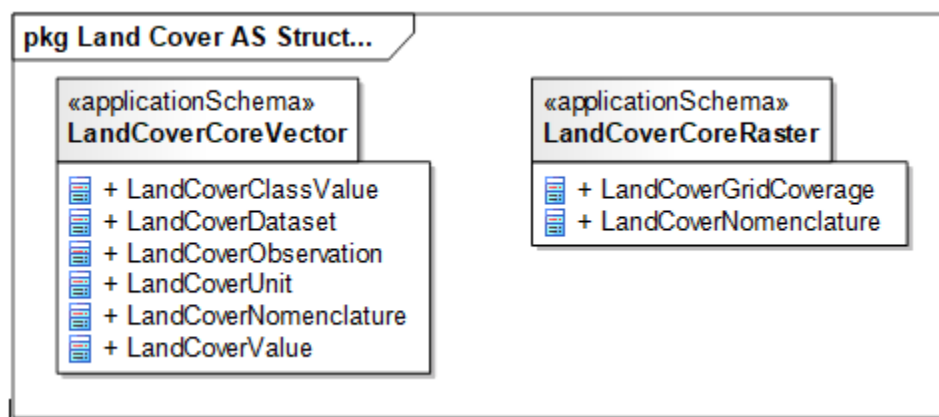 pkg Land Cover AS Struct...
«applicationSchema»
LandCoverCoreVector
+ LandCoverClassValue
+ LandCoverDataset
+ LandCoverObservation
+ LandCoverUnit
+ LandCoverNomenclature
+ LandCoverValue
«applicationSchema»
LandCoverCoreRaster
+ LandCoverGridCoverage
+ LandCoverNomenclature